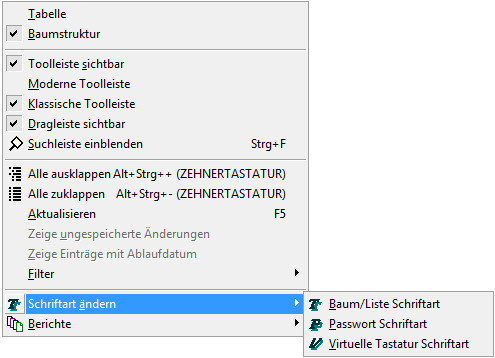 Tabelle
Baumstruktur
Toolleiste sichtbar
Moderne Toolleiste
Klassische Toolleiste
Dragleiste sichtbar
Suchleiste einblenden Strg+F
Alle ausklappen Alt+Strg++ (ZEHNERTASTATUR)
Alle zuklappen Alt+Strg+- (ZEHNERTASTATUR)
Aktualisieren F5
Zeige ungespeicherte Änderungen
Zeige Einträge mit Ablaufdatum
Filter
Schriftart ändern
Berichte
Baum/Liste Schriftart
Passwort Schriftart
Virtuelle Tastatur Schriftart